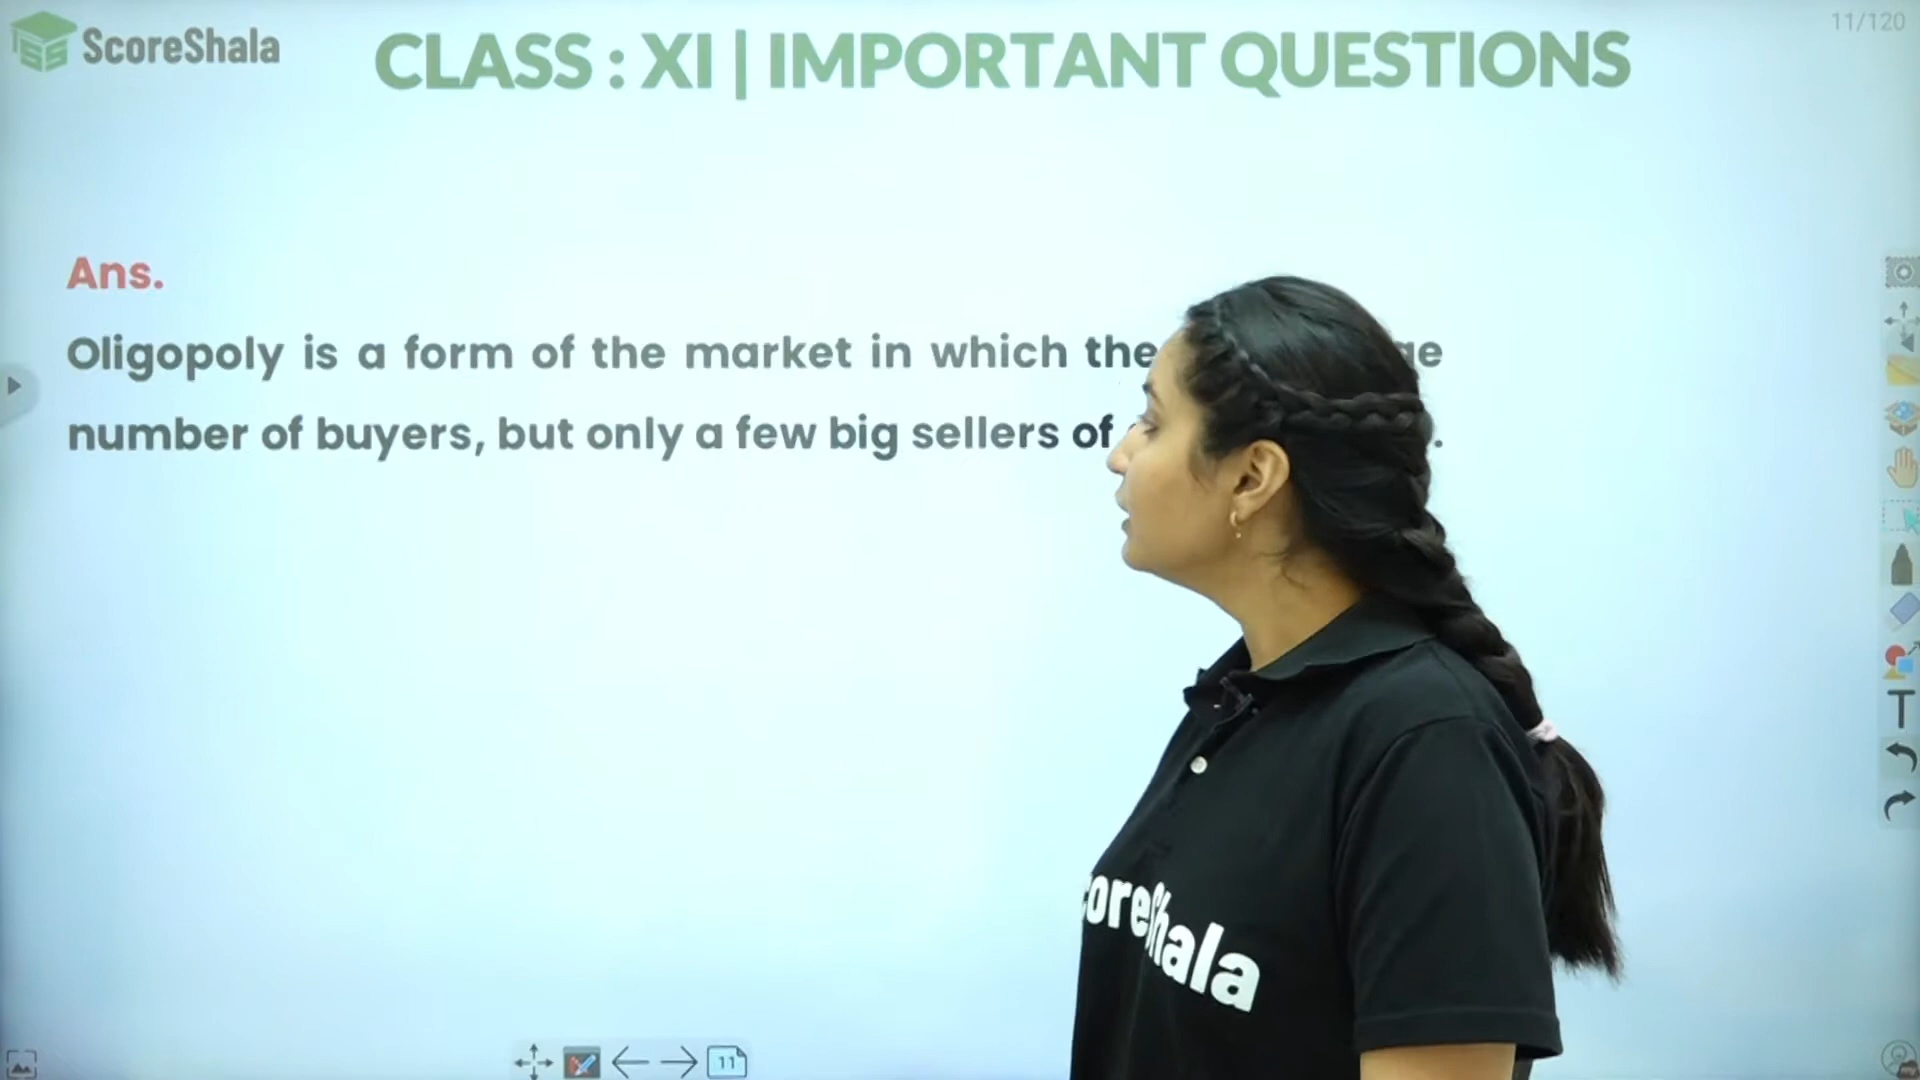 ScoreShala
CLASS : XI | IMPORTANT QUESTIONS
11/120
Ans.
Oligopoly is a form of the market in which the
number of buyers, but only a few big sellers of
oreShala
T
11